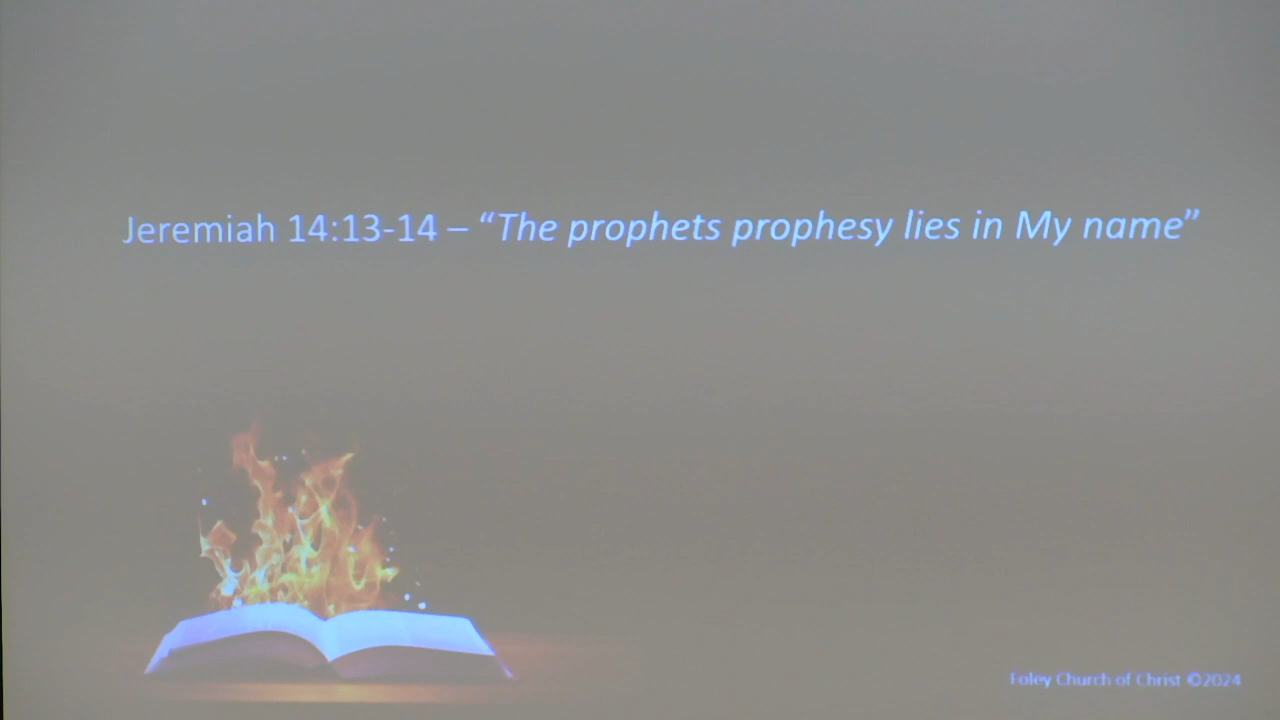 Jeremiah 14:13-14 – “The prophets prophesy lies in My name”
Foley Church of Christ ©2024